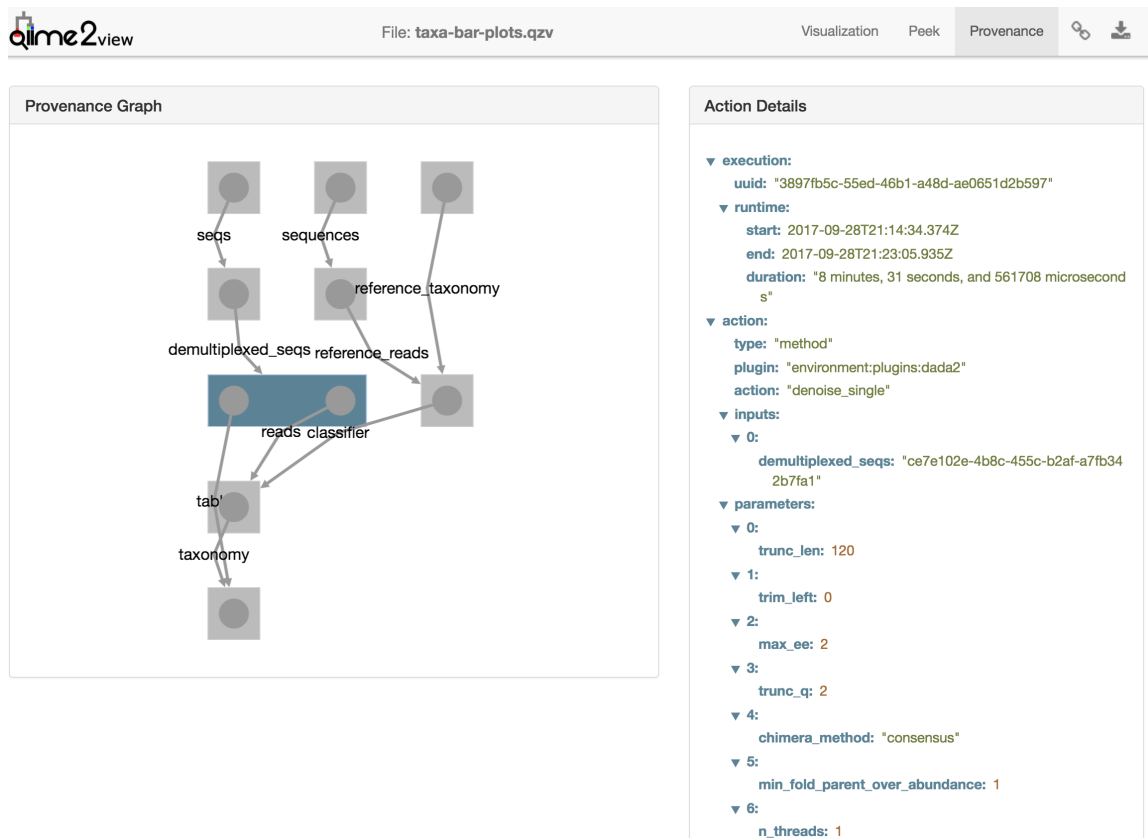 qiime2view
File: taxa-bar-plots.qzv
Visualization
Peek
Provenance
Provenance Graph
seqs
sequences
reference_taxonomy
demultiplexed_seqs
reference_reads
reads
classifier
tab'
taxonomy
Action Details
execution:
uuid: "3897fb5c-55ed-46b1-a48d-ae0651d2b597"
runtime:
start: 2017-09-28T21:14:34.374Z
end: 2017-09-28T21:23:05.935Z
duration: "8 minutes, 31 seconds, and 561708 microsecond
s"
action:
type: "method"
plugin: "environment:plugins:dada2"
action: "denoise_single"
inputs:
0:
demultiplexed_seqs: "ce7e102e-4b8c-455c-b2af-a7fb34
2b7fa1"
parameters:
0:
trunc_len: 120
1:
trim_left: 0
2:
max_ee: 2
3:
trunc_q: 2
4:
chimera_method: "consensus"
5:
min_fold_parent_over_abundance: 1
6:
n_threads: 1